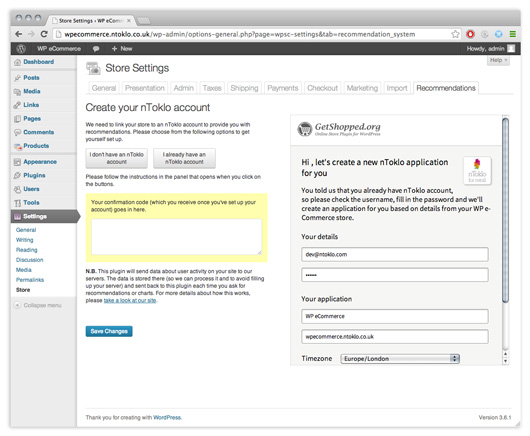 Store Settings ‹ WP eComme
wpecommerce.ntoklo.co.uk/wp-admin/options-general.php?page=wpsc-settings&tab=recommendation_system
WP eCommerce 0 + New Howdy, admin
Help
Dashboard
Posts
Media
Links
Pages
Comments
Products
Appearance
Plugins
Users
Tools
Settings
General
Writing
Reading
Discussion
Media
Permalinks
Store
Collapse menu
Store Settings
General Presentation Admin Taxes Shipping Payments Checkout Marketing Import Recommendations
Create your nToklo account
We need to link your store to an nToklo account to provide you with
recommendations. Please choose from the following options to get
yourself set up.
I don't have an nToklo
account
I already have an
nToklo account
Please follow the instructions in the panel that opens when you click on
the buttons.
Your confirmation code (which you receive once you've set up your
account) goes in here.
N.B. This plugin will send data about user activity on your site to our
servers. The data is stored there (so we can process it and to avoid filling
up your server) and sent back to this plugin each time you ask for
recommendations or charts. For more details about how this works,
please take a look at our site.
Save Changes
GetShopped.org
Online Store Plugin for WordPress
Hi , let's create a new nToklo application
for you
nToklo
You told us that you already have nToklo account,
so please check the username, fill in the password and we'll
create an application for you based on details from your WP e-
Commerce store.
Your details
dev@ntoklo.com
•••••
Your application
WP eCommerce
wpecommerce.ntoklo.co.uk
Timezone Europe/London
Thank you for creating with WordPress.
Version 3.6.1